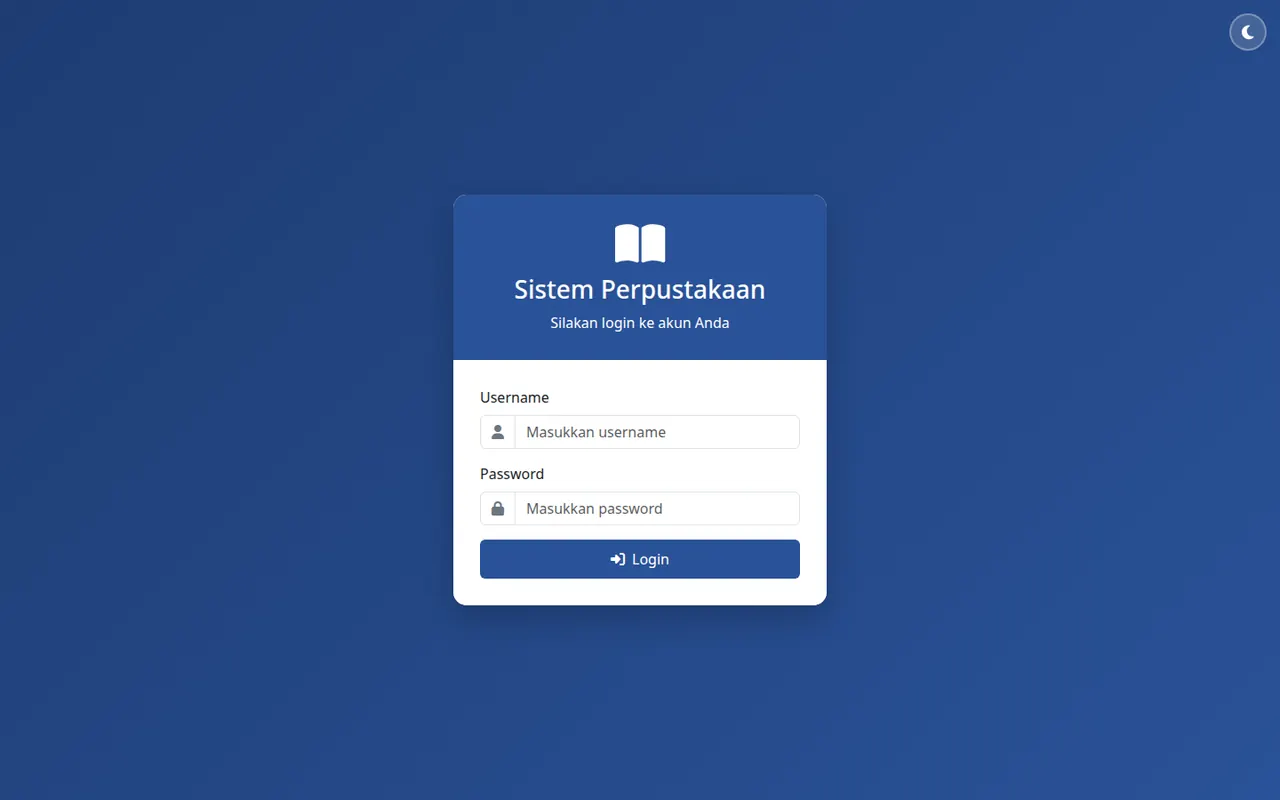 Sistem Perpustakaan
Silakan login ke akun Anda
Username
Masukkan username
Password
Masukkan password
Login